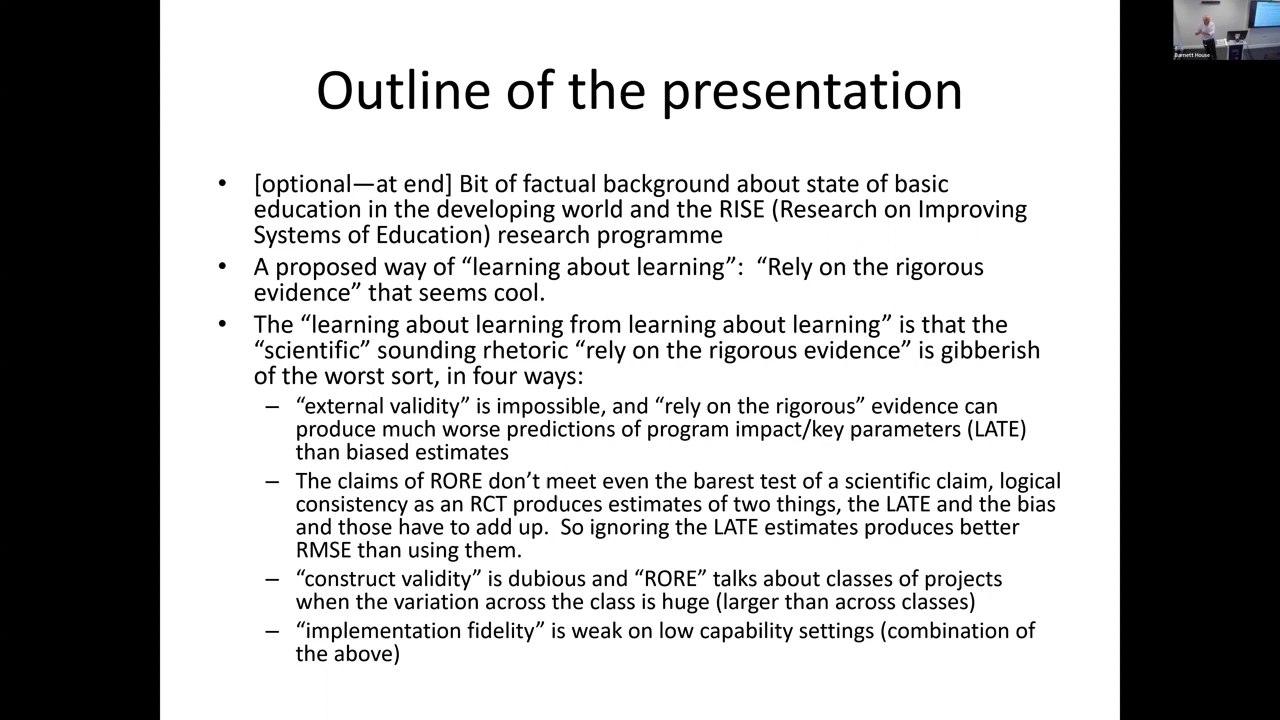 Outline of the presentation
• [optional—at end] Bit of factual background about state of basic
education in the developing world and the RISE (Research on Improving
Systems of Education) research programme
• A proposed way of “learning about learning”:  “Rely on the rigorous
evidence” that seems cool.
• The “learning about learning from learning about learning” is that the
“scientific” sounding rhetoric “rely on the rigorous evidence” is gibberish
of the worst sort, in four ways:
– “external validity” is impossible, and “rely on the rigorous” evidence can
produce much worse predictions of program impact/key parameters (LATE)
than biased estimates
– The claims of RORE don’t meet even the barest test of a scientific claim, logical
consistency as an RCT produces estimates of two things, the LATE and the bias
and those have to add up.  So ignoring the LATE estimates produces better
RMSE than using them.
– “construct validity” is dubious and “RORE” talks about classes of projects
when the variation across the class is huge (larger than across classes)
– “implementation fidelity” is weak on low capability settings (combination of
the above)
Barnett House